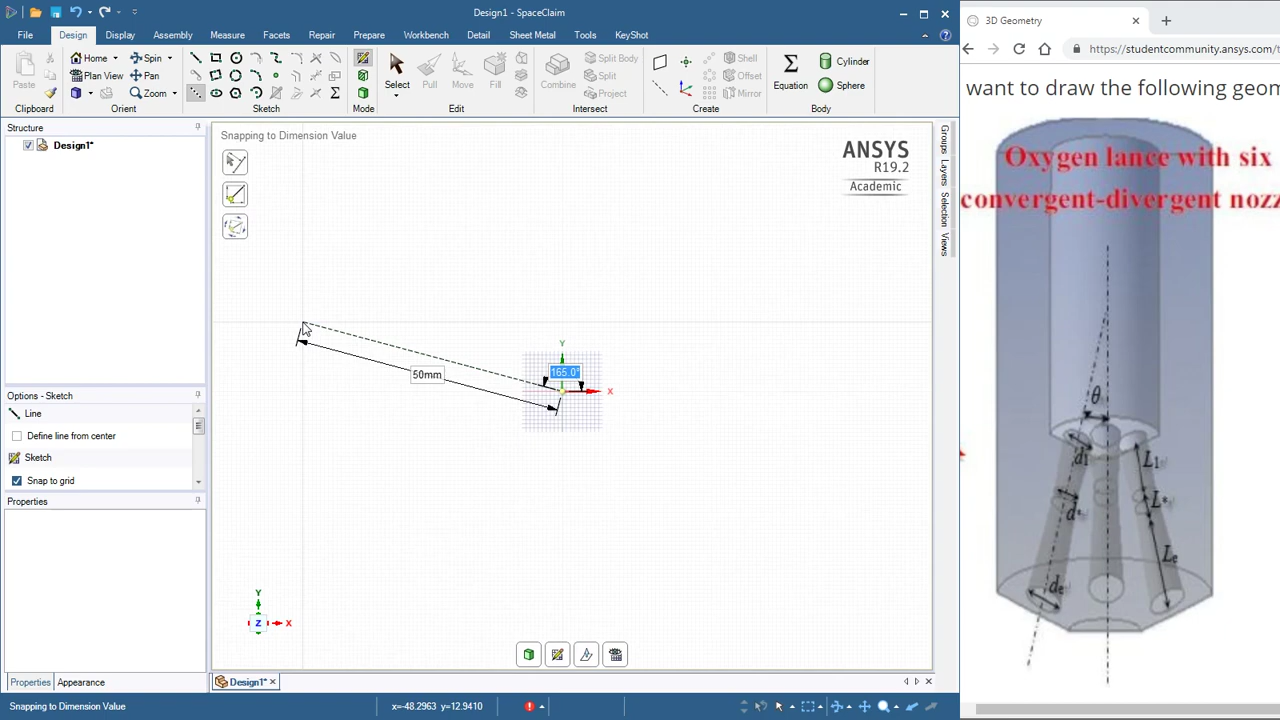 Design1 - SpaceClaim
File Design Display Assembly Measure Facets Repair Prepare Workbench Detail Sheet Metal Tools KeyShot
Paste
Home
Plan View
Spin
Pan
Zoom
Select
Pull
Move
Fill
Combine
Split Body
Split
Project
Shell
Offset
Mirror
Equation
Cylinder
Sphere
Clipboard Orient Sketch Mode Edit Intersect Create Body
Structure
Design1*
Options - Sketch
Line
Define line from center
Sketch
Snap to grid
Properties
Properties Appearance
Snapping to Dimension Value
ANSYS
R19.2
Academic
50mm
165.0°
Y
X
Y
Z X
Groups
Layers
Selection
Views
Design1*
Snapping to Dimension Value
x=-48.2963 y=12.9410
3D Geometry
https://studentcommunity.ansys.com/t
want to draw the following geom
Oxygen lance with six
convergent-divergent nozz
θ
d1
L1
L*
d*
Le
de